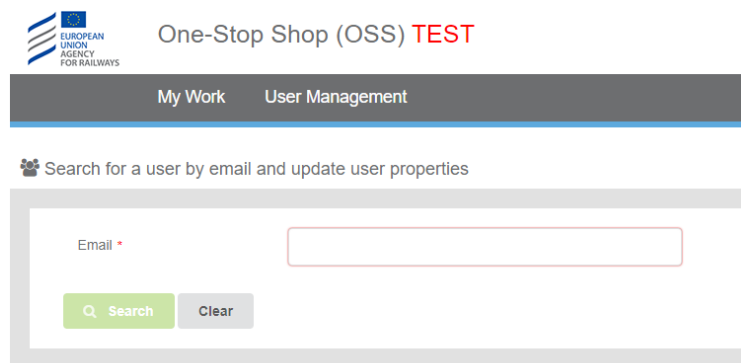 EUROPEAN
UNION
AGENCY
FOR RAILWAYS
One-Stop Shop (OSS) TEST
My Work User Management
Search for a user by email and update user properties
Email *
Search Clear